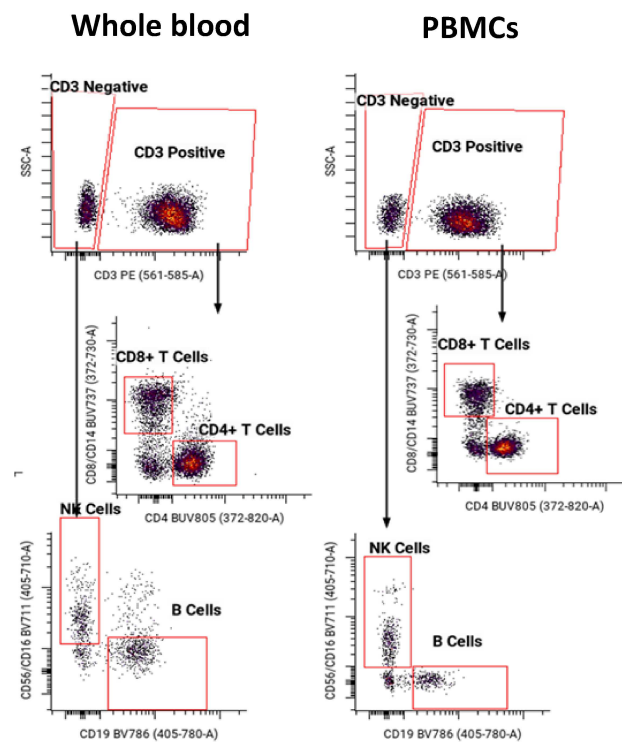 Whole blood
PBMCs
CD3 Negative
CD3 Positive
SSC-A
CD3 PE (561-585-A)
CD3 Negative
CD3 Positive
SSC-A
CD3 PE (561-585-A)
CD8+ T Cells
CD4+ T Cells
CD8/CD14 BUV737 (372-730-A)
CD4 BUV805 (372-820-A)
CD8+ T Cells
CD4+ T Cells
CD8/CD14 BUV737 (372-730-A)
CD4 BUV805 (372-820-A)
NK Cells
B Cells
CD56/CD16 BV711 (405-710-A)
CD19 BV786 (405-780-A)
NK Cells
B Cells
CD56/CD16 BV711 (405-710-A)
CD19 BV786 (405-780-A)